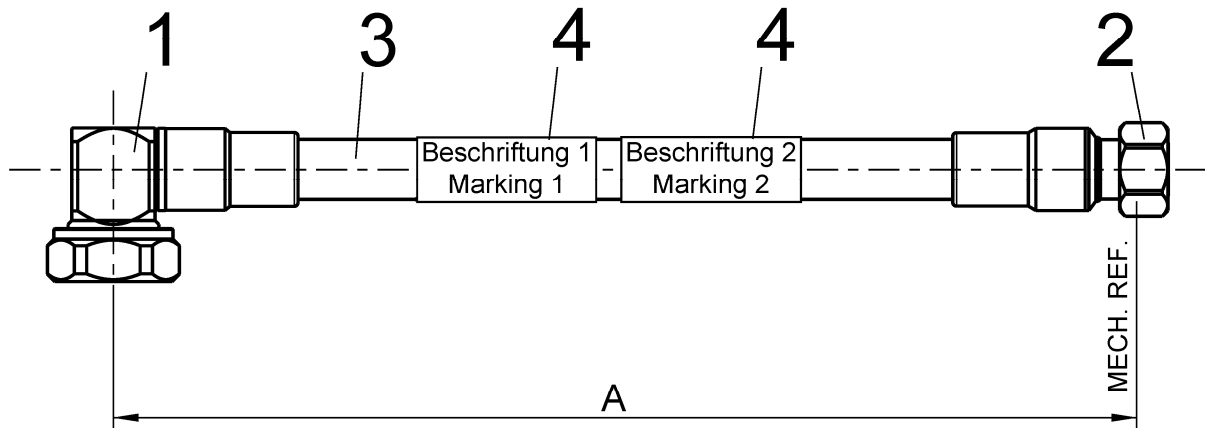 1
3
4
4
2
Beschriftung 1
Marking 1
Beschriftung 2
Marking 2
MECH. REF.
A